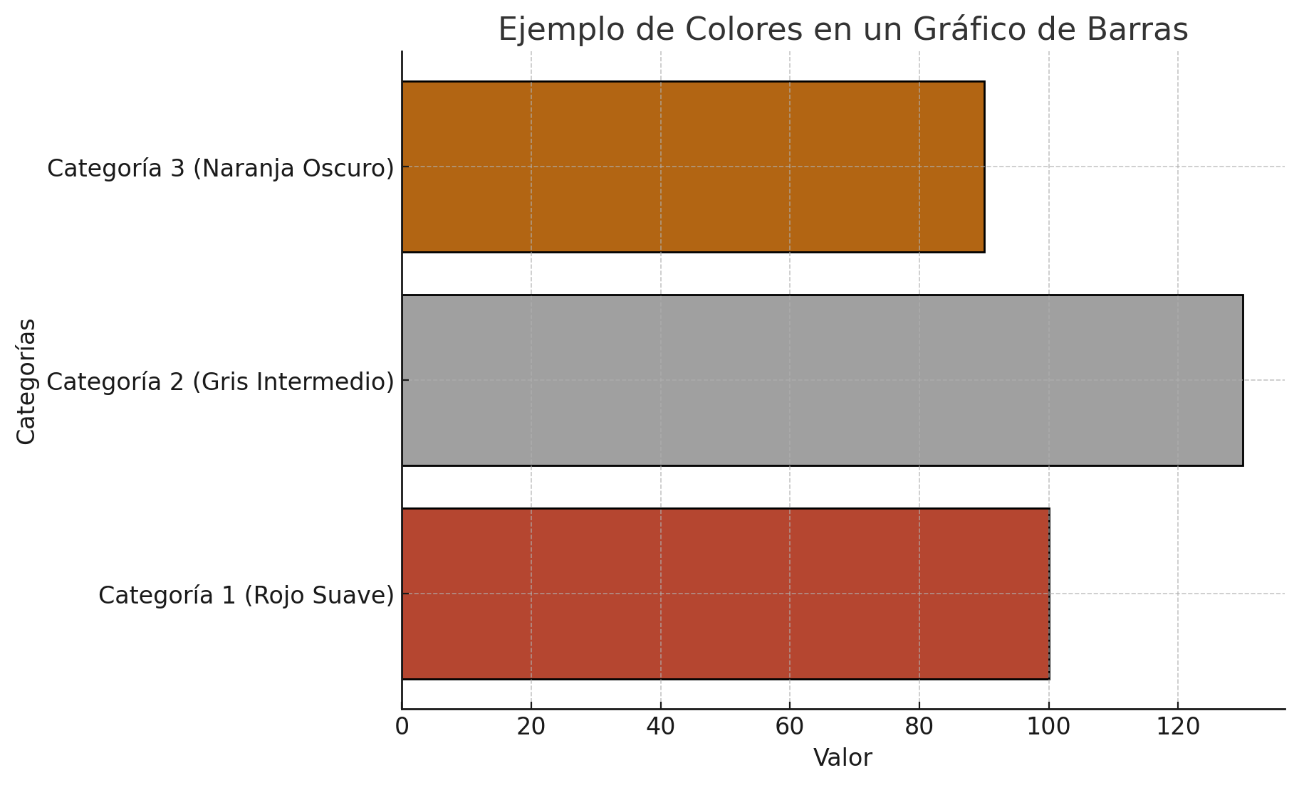 Ejemplo de Colores en un Gráfico de Barras
Categorías
Categoría 3 (Naranja Oscuro)
Categoría 2 (Gris Intermedio)
Categoría 1 (Rojo Suave)
0 20 40 60 80 100 120
Valor